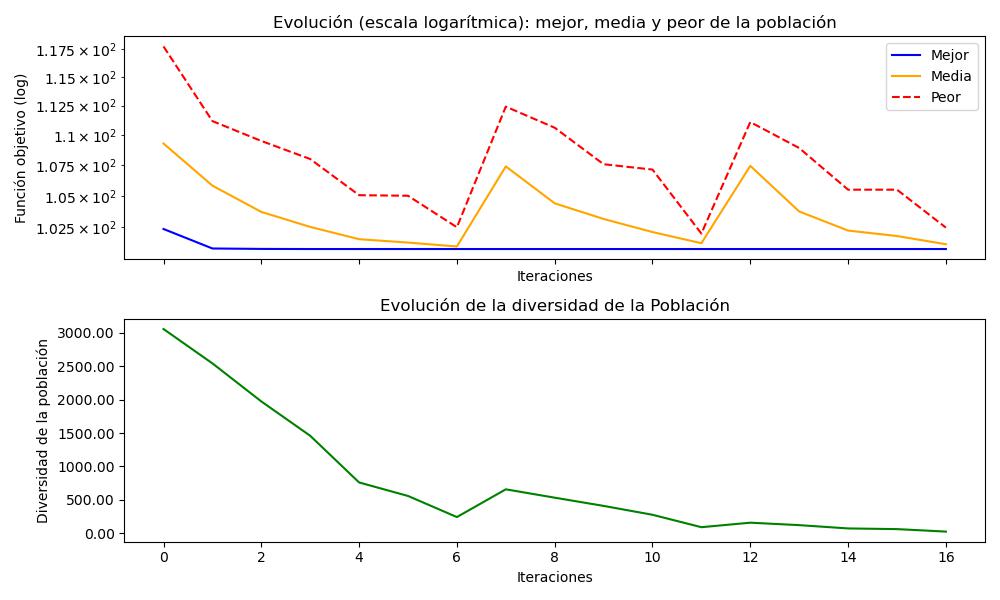 Evolución (escala logarítmica): mejor, media y peor de la población
Función objetivo (log)
1.175 × 10²
1.15 × 10²
1.125 × 10²
1.1 × 10²
1.075 × 10²
1.05 × 10²
1.025 × 10²
Mejor
Media
Peor
Iteraciones
Evolución de la diversidad de la Población
Diversidad de la población
3000.00
2500.00
2000.00
1500.00
1000.00
500.00
0.00
0 2 4 6 8 10 12 14 16
Iteraciones